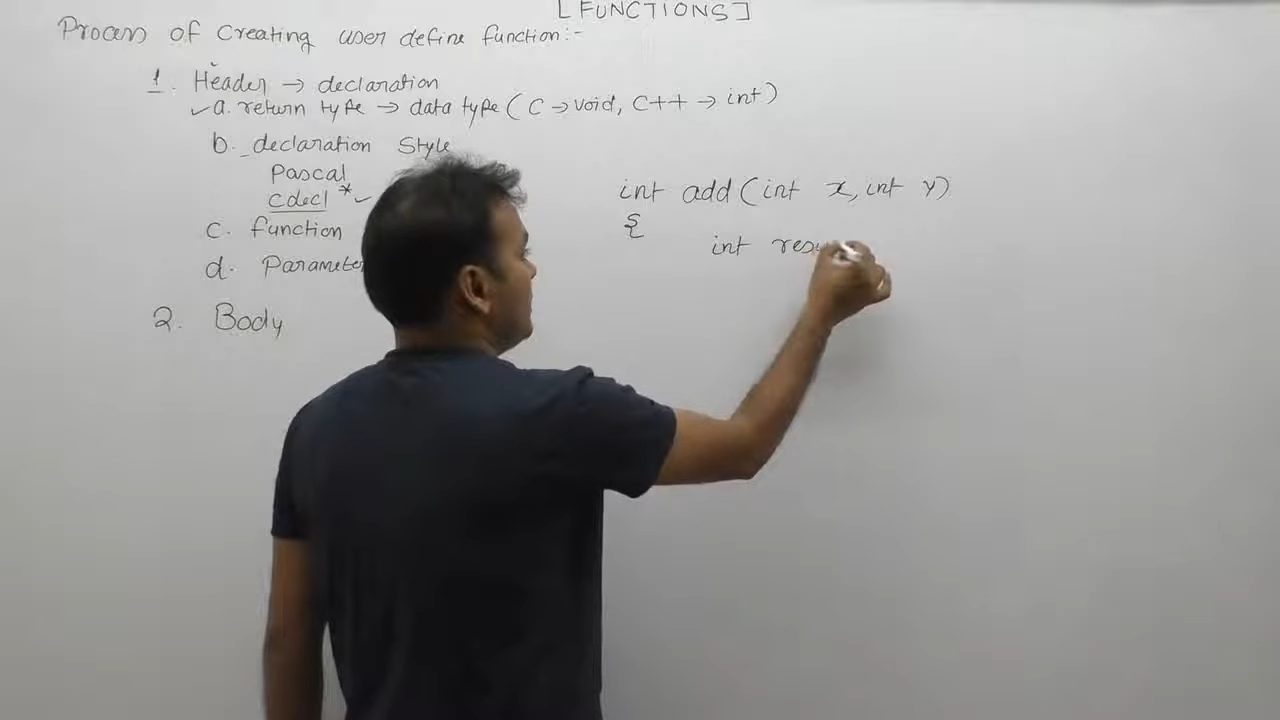 [FUNCTIONS]
Process of Creating user define function:-
1. Header → declaration
✓a. return type → data type (C → void, C++ → int)
b. declaration Style
Pascal
cdecl * ✓
c. function
d. Parameter
2. Body
int add(int x, int y)
{
int resu